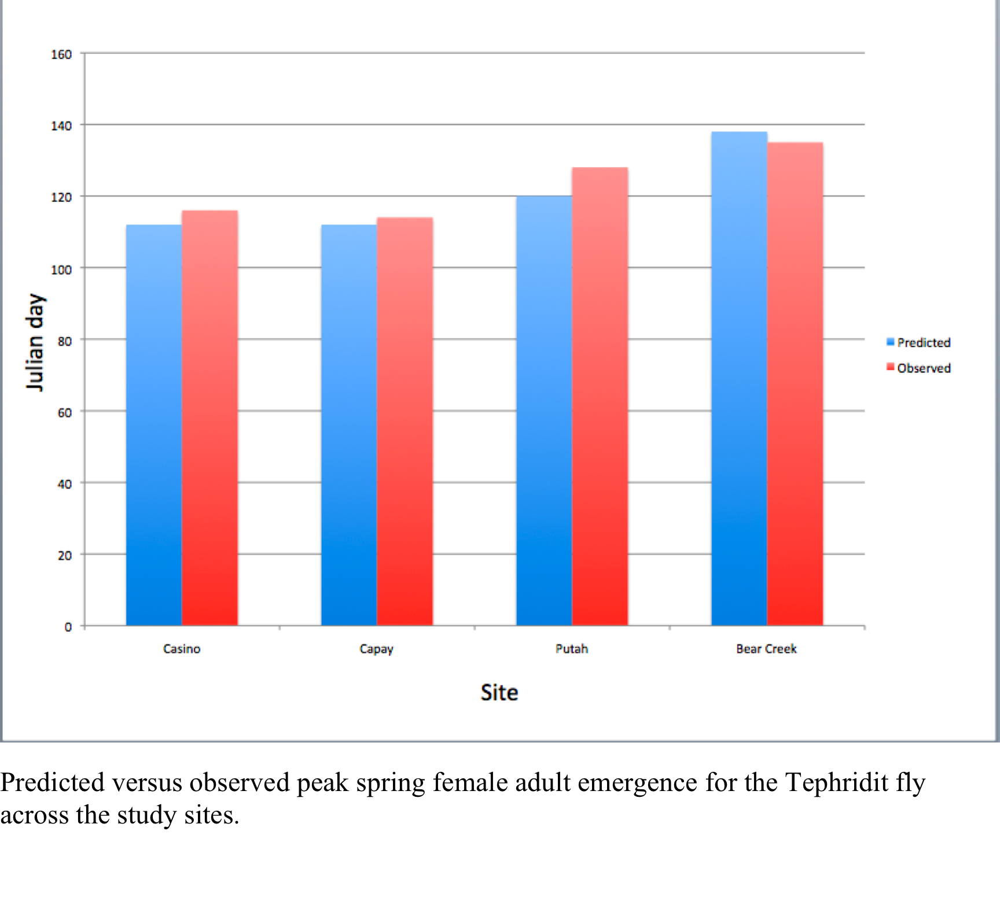 160
140
120
100
80
60
40
20
0
Julian day
Predicted
Observed
Casino
Capay
Putah
Bear Creek
Site
Predicted versus observed peak spring female adult emergence for the Tephridit fly
across the study sites.